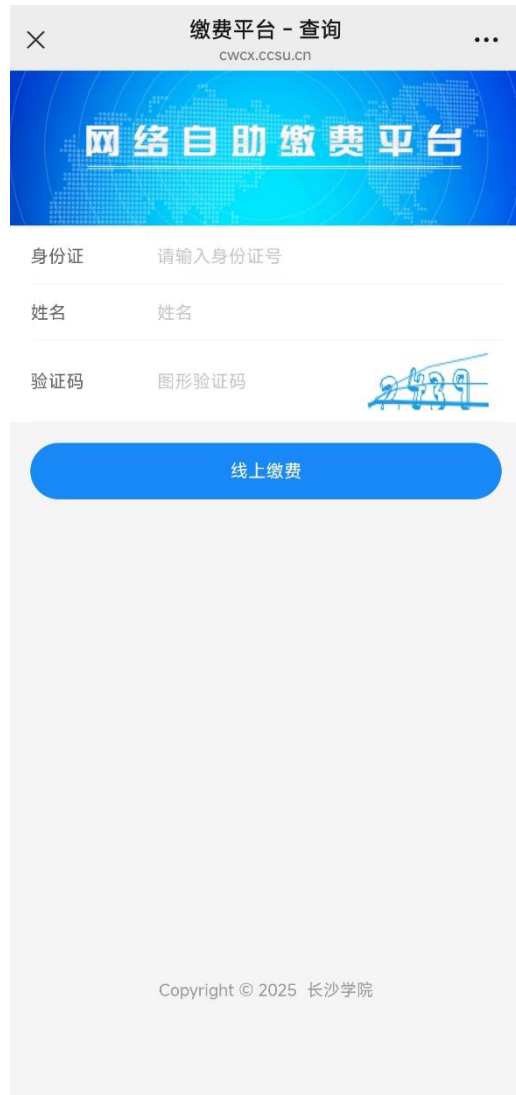 缴费平台 - 查询
cwcx.ccsu.cn
网络自助缴费平台
身份证 请输入身份证号
姓名 姓名
验证码 图形验证码
线上缴费
Copyright © 2025 长沙学院